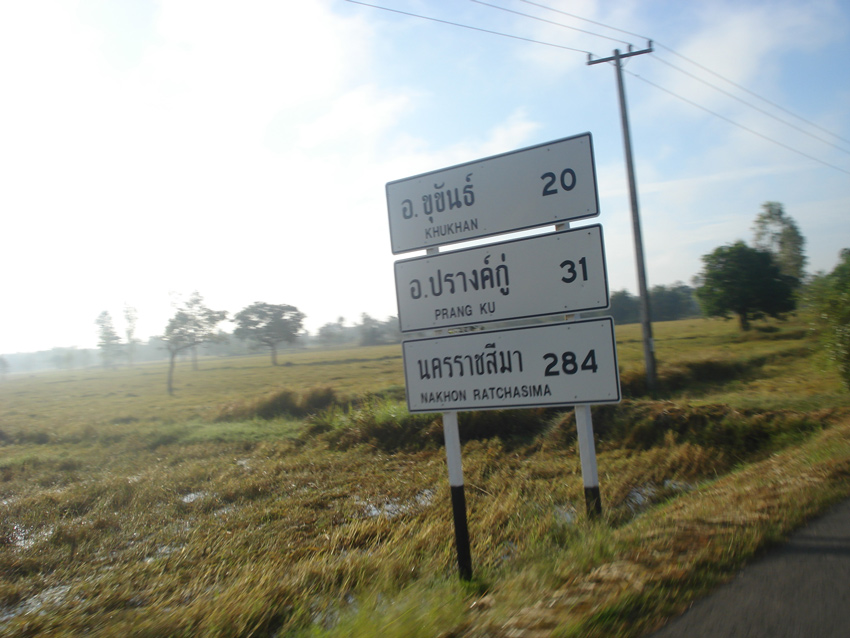 อ.ขุขันธ์ 20
KHUKHAN
อ.ปรางค์กู่ 31
PRANG KU
นครราชสีมา 284
NAKHON RATCHASIMA